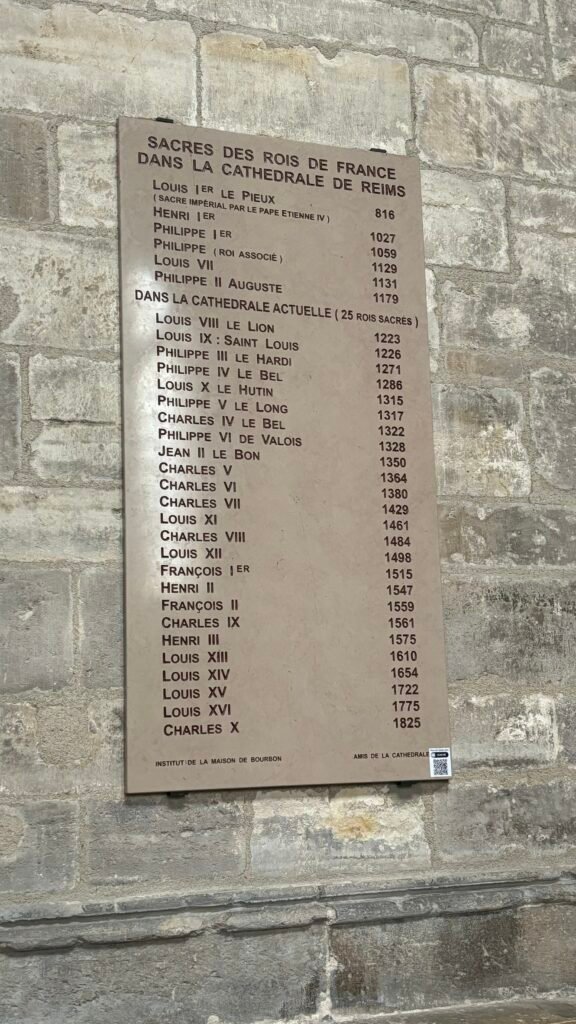 SACRES DES ROIS DE FRANCE
DANS LA CATHEDRALE DE REIMS
LOUIS IER LE PIEUX 816
(SACRE IMPÉRIAL PAR LE PAPE ETIENNE IV)
HENRI IER 1027
PHILIPPE IER 1059
PHILIPPE (ROI ASSOCIÉ) 1129
LOUIS VII 1131
PHILIPPE II AUGUSTE 1179
DANS LA CATHEDRALE ACTUELLE (25 ROIS SACRÉS)
LOUIS VIII LE LION 1223
LOUIS IX : SAINT LOUIS 1226
PHILIPPE III LE HARDI 1271
PHILIPPE IV LE BEL 1286
LOUIS X LE HUTIN 1315
PHILIPPE V LE LONG 1317
CHARLES IV LE BEL 1322
PHILIPPE VI DE VALOIS 1328
JEAN II LE BON 1350
CHARLES V 1364
CHARLES VI 1380
CHARLES VII 1429
LOUIS XI 1461
CHARLES VIII 1484
LOUIS XII 1498
FRANÇOIS IER 1515
HENRI II 1547
FRANÇOIS II 1559
CHARLES IX 1561
HENRI III 1575
LOUIS XIII 1610
LOUIS XIV 1654
LOUIS XV 1722
LOUIS XVI 1775
CHARLES X 1825
INSTITUT DE LA MAISON DE BOURBON AMIS DE LA CATHEDRALE